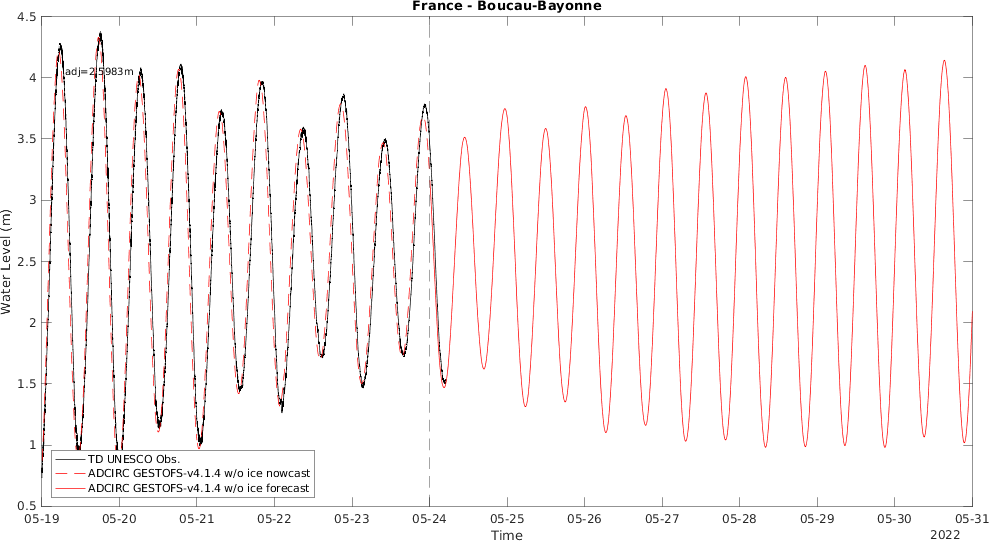 France - Boucau-Bayonne
4.5
4
3.5
3
2.5
2
1.5
1
0.5
Water Level (m)
adj=2.5983m
TD UNESCO Obs.
ADCIRC GESTOFS-v4.1.4 w/o ice nowcast
ADCIRC GESTOFS-v4.1.4 w/o ice forecast
05-19 05-20 05-21 05-22 05-23 05-24 05-25 05-26 05-27 05-28 05-29 05-30 05-31
Time
2022